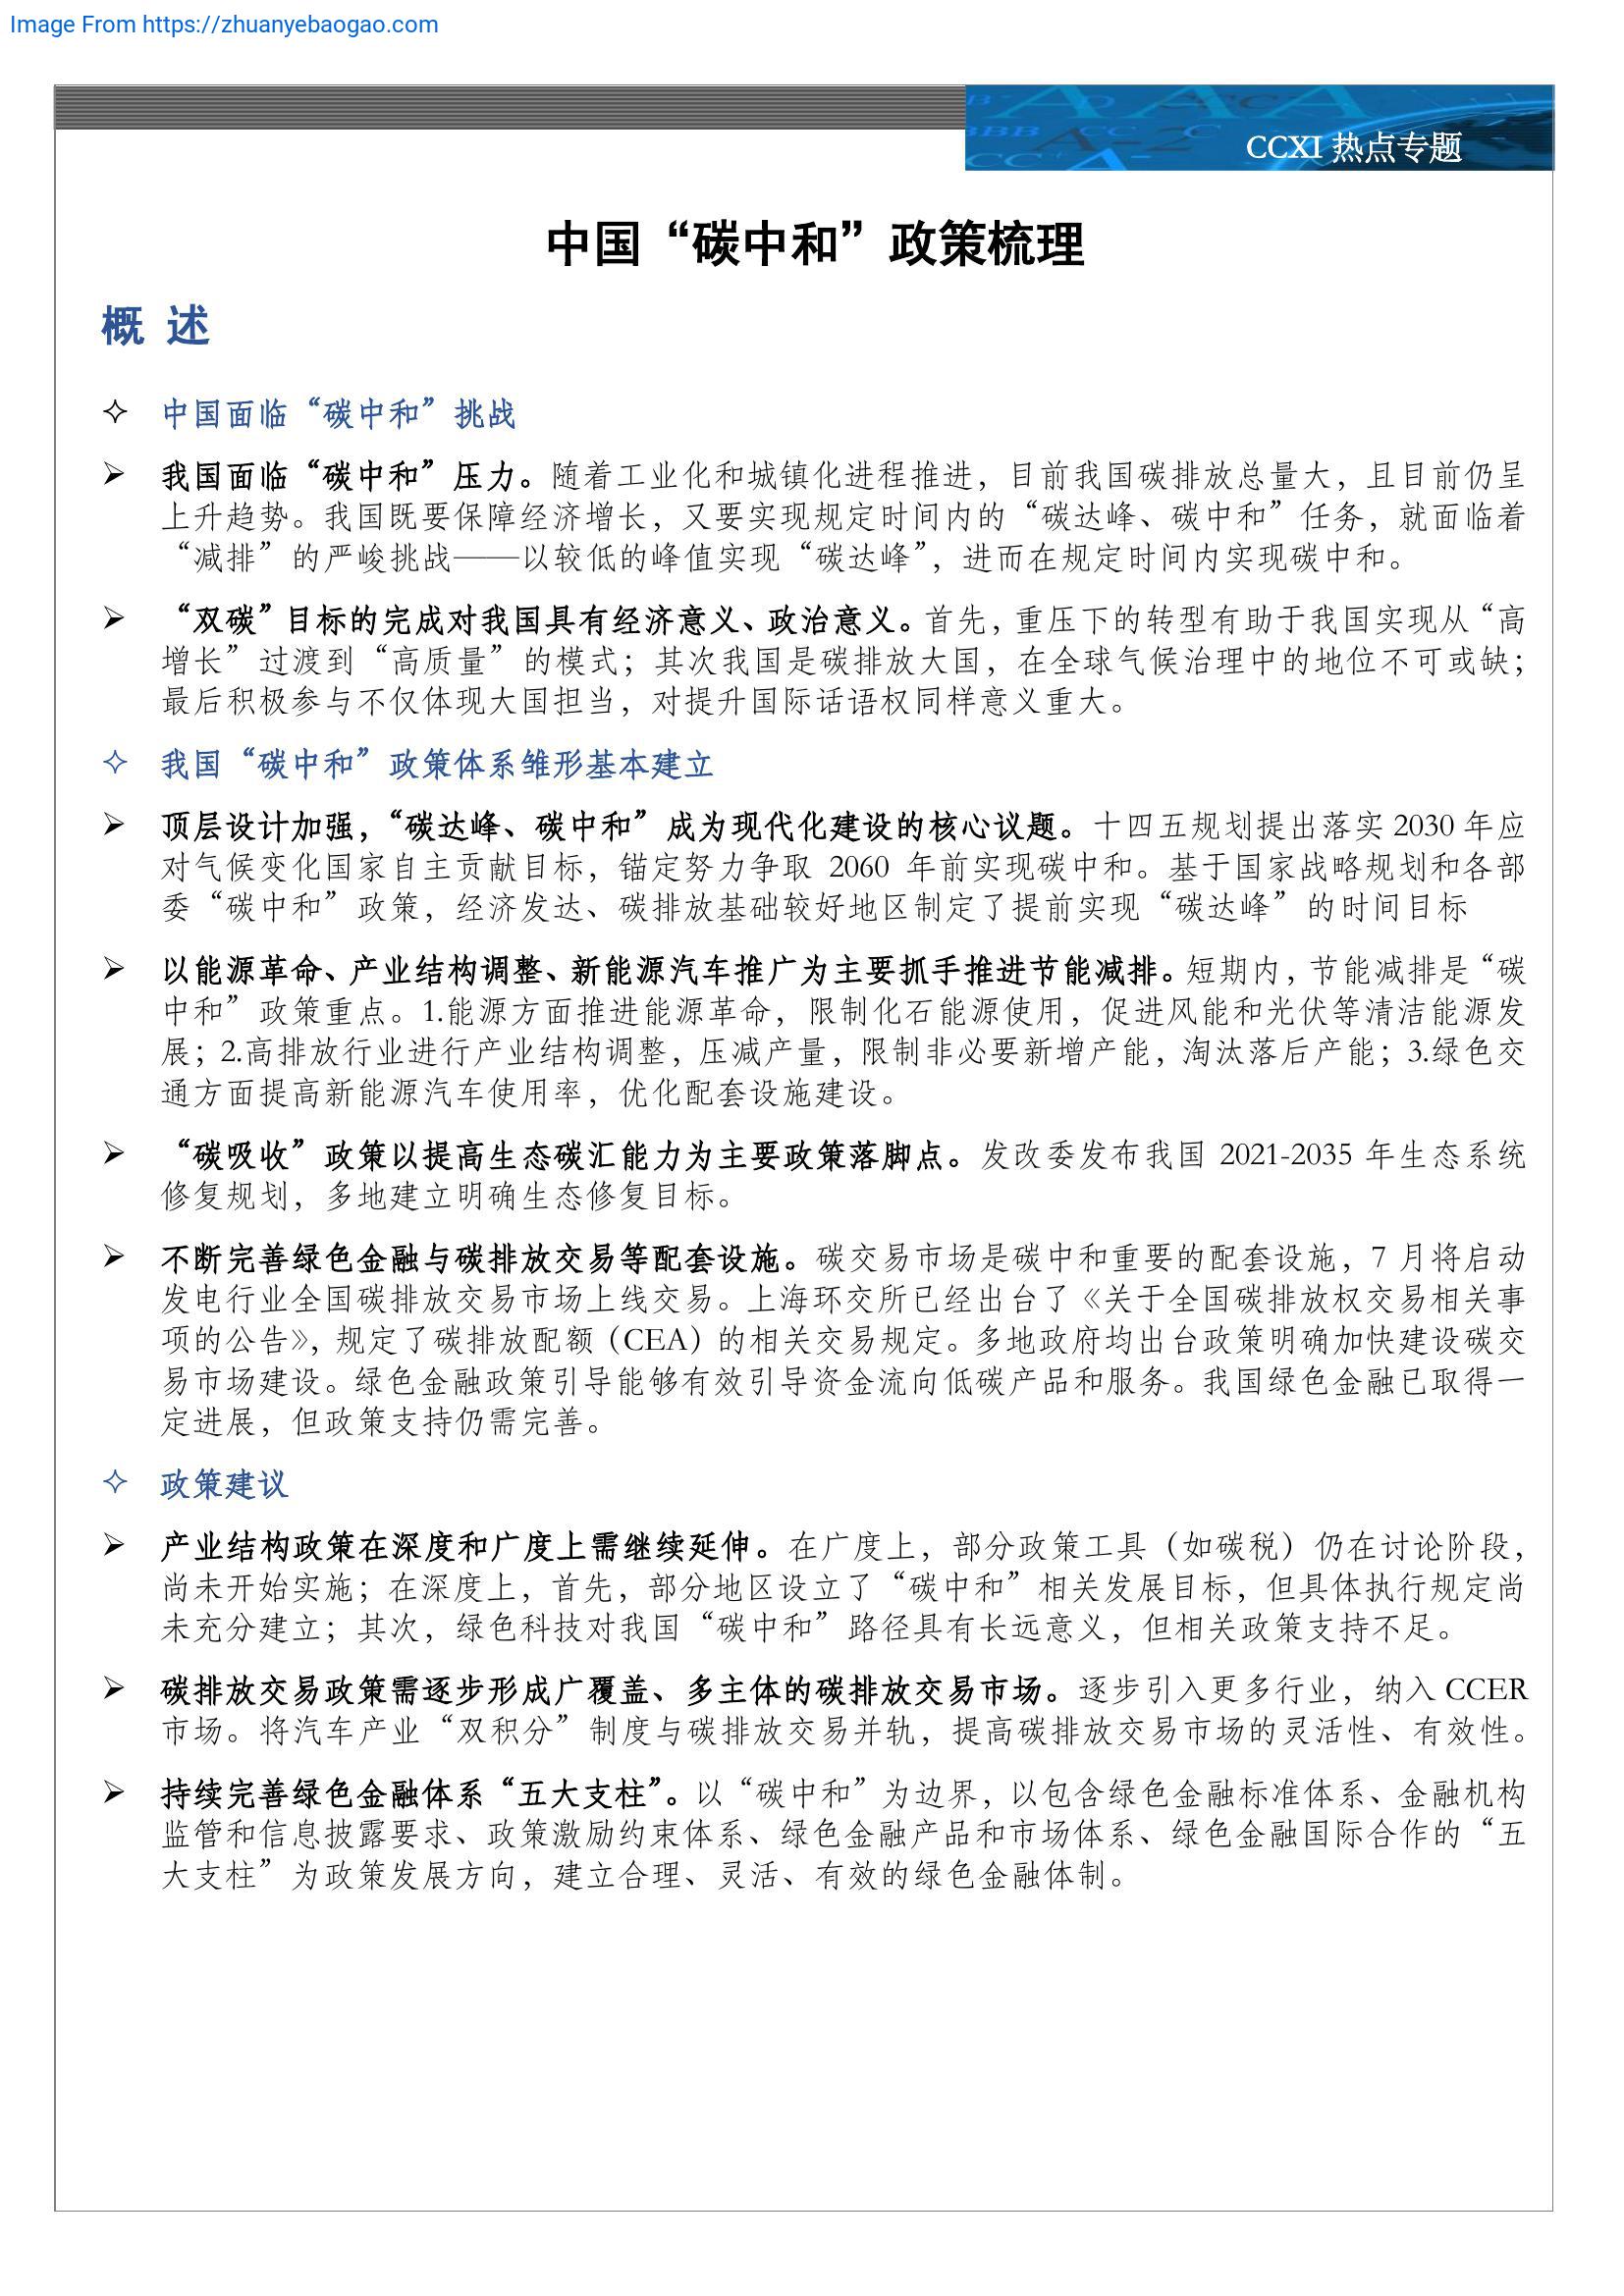 Image From https://zhuanyebaogao.com
CCXI 热点专题
中国“碳中和”政策梳理
概 述
中国面临“碳中和”挑战
我国面临“碳中和”压力。随着工业化和城镇化进程推进，目前我国碳排放总量大，且目前仍呈
上升趋势。我国既要保障经济增长，又要实现规定时间内的“碳达峰、碳中和”任务，就面临着
“减排”的严峻挑战——以较低的峰值实现“碳达峰”，进而在规定时间内实现碳中和。
“双碳”目标的完成对我国具有经济意义、政治意义。首先，重压下的转型有助于我国实现从“高
增长”过渡到“高质量”的模式；其次我国是碳排放大国，在全球气候治理中的地位不可或缺；
最后积极参与不仅体现大国担当，对提升国际话语权同样意义重大。
我国“碳中和”政策体系雏形基本建立
顶层设计加强，“碳达峰、碳中和”成为现代化建设的核心议题。十四五规划提出落实 2030 年应
对气候变化国家自主贡献目标，锚定努力争取 2060 年前实现碳中和。基于国家战略规划和各部
委“碳中和”政策，经济发达、碳排放基础较好地区制定了提前实现“碳达峰”的时间目标
以能源革命、产业结构调整、新能源汽车推广为主要抓手推进节能减排。短期内，节能减排是“碳
中和”政策重点。1.能源方面推进能源革命，限制化石能源使用，促进风能和光伏等清洁能源发
展；2.高排放行业进行产业结构调整，压减产量，限制非必要新增产能，淘汰落后产能；3.绿色交
通方面提高新能源汽车使用率，优化配套设施建设。
“碳吸收”政策以提高生态碳汇能力为主要政策落脚点。发改委发布我国 2021-2035 年生态系统
修复规划，多地建立明确生态修复目标。
不断完善绿色金融与碳排放交易等配套设施。碳交易市场是碳中和重要的配套设施，7 月将启动
发电行业全国碳排放交易市场上线交易。上海环交所已经出台了《关于全国碳排放权交易相关事
项的公告》，规定了碳排放配额（CEA）的相关交易规定。多地政府均出台政策明确加快建设碳交
易市场建设。绿色金融政策引导能够有效引导资金流向低碳产品和服务。我国绿色金融已取得一
定进展，但政策支持仍需完善。
政策建议
产业结构政策在深度和广度上需继续延伸。在广度上，部分政策工具（如碳税）仍在讨论阶段，
尚未开始实施；在深度上，首先，部分地区设立了“碳中和”相关发展目标，但具体执行规定尚
未充分建立；其次，绿色科技对我国“碳中和”路径具有长远意义，但相关政策支持不足。
碳排放交易政策需逐步形成广覆盖、多主体的碳排放交易市场。逐步引入更多行业，纳入 CCER
市场。将汽车产业“双积分”制度与碳排放交易并轨，提高碳排放交易市场的灵活性、有效性。
持续完善绿色金融体系“五大支柱”。以“碳中和”为边界，以包含绿色金融标准体系、金融机构
监管和信息披露要求、政策激励约束体系、绿色金融产品和市场体系、绿色金融国际合作的“五
大支柱”为政策发展方向，建立合理、灵活、有效的绿色金融体制。